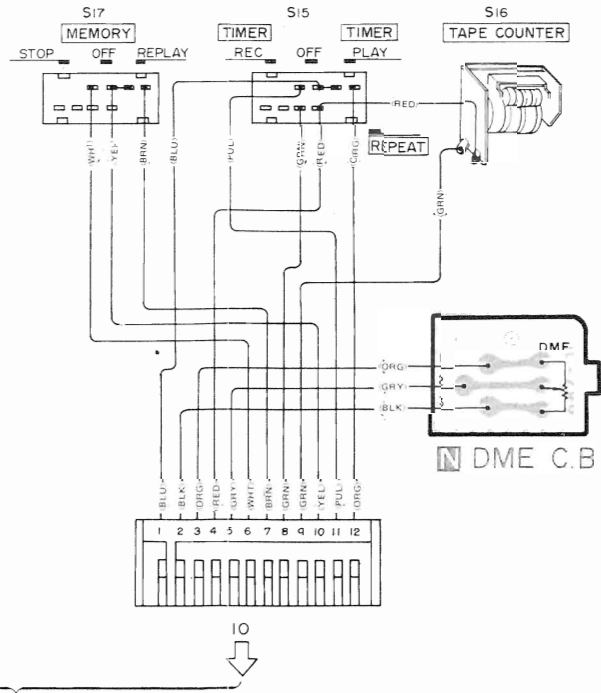 S17 S15 S16
MEMORY TIMER TIMER TAPE COUNTER
STOP OFF REPLAY REC OFF PLAY
(RED)
REPEAT
(WHT) (YEL) (BRN) (BLU) (PUL) (GRN) (RED) (ORG)
(GRN)
DME
(ORG)
(GRY)
(BLK)
N DME C.B
(BLU) (BLK) (ORG) (RED) (GRY) (WHT) (BRN) (GRN) (GRN) (YEL) (PUL) (ORG)
1 2 3 4 5 6 7 8 9 10 11 12
10